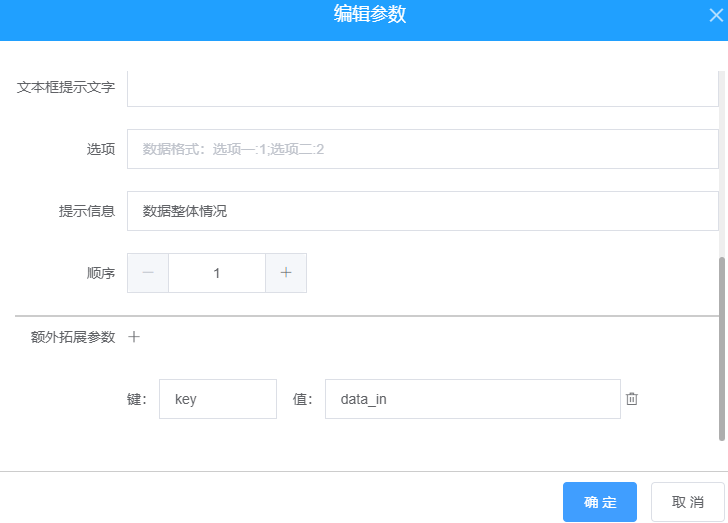 编辑参数
文本框提示文字
选项 数据格式：选项一:1;选项二:2
提示信息 数据整体情况
顺序 1
额外拓展参数
键： key 值： data_in
确 定 取 消